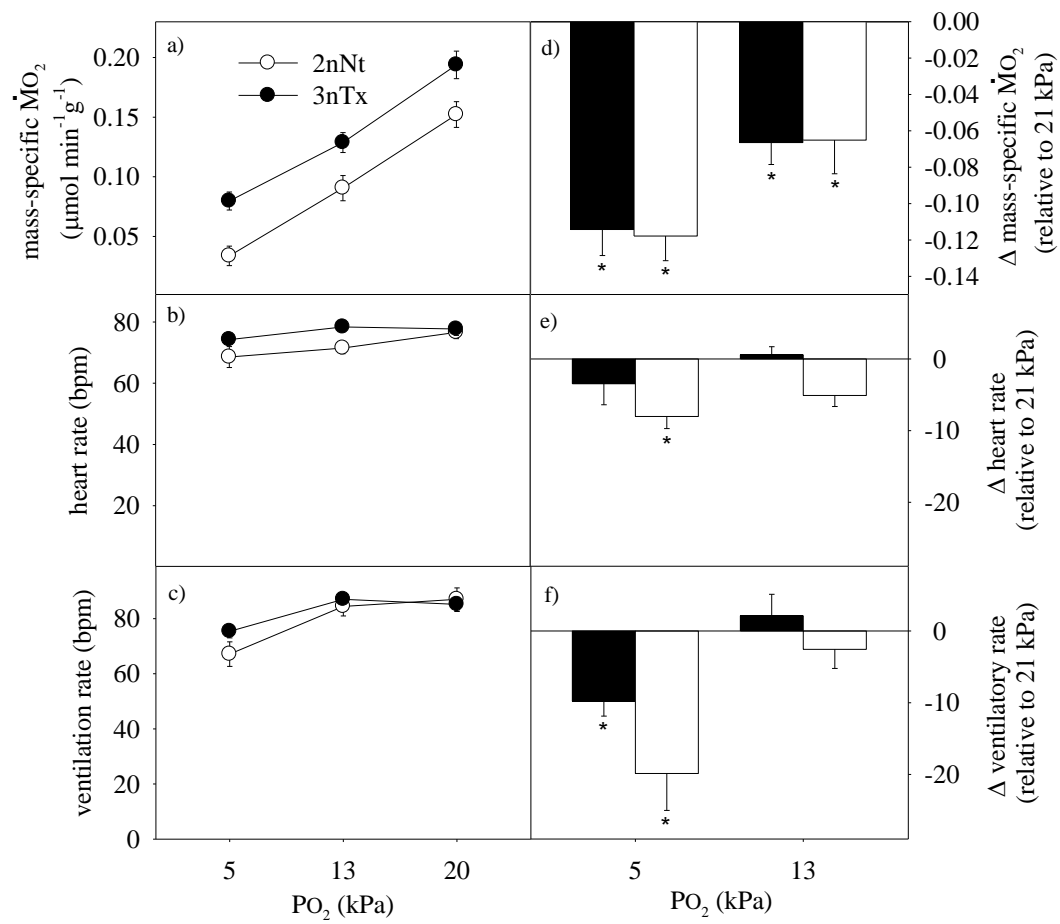 a)
2nNt
3nTx
0.20
0.15
0.10
0.05
mass-specific ṀO2
(μmol min-1g-1)
d)
0.00
-0.02
-0.04
-0.06
-0.08
-0.10
-0.12
-0.14
* * * *
Δ mass-specific ṀO2
(relative to 21 kPa)
b)
80
60
40
20
heart rate (bpm)
e)
0
-10
-20
*
Δ heart rate
(relative to 21 kPa)
c)
80
60
40
20
0
ventilation rate (bpm)
5 13 20
PO2 (kPa)
f)
0
-10
-20
* *
Δ ventilatory rate
(relative to 21 kPa)
5 13
PO2 (kPa)